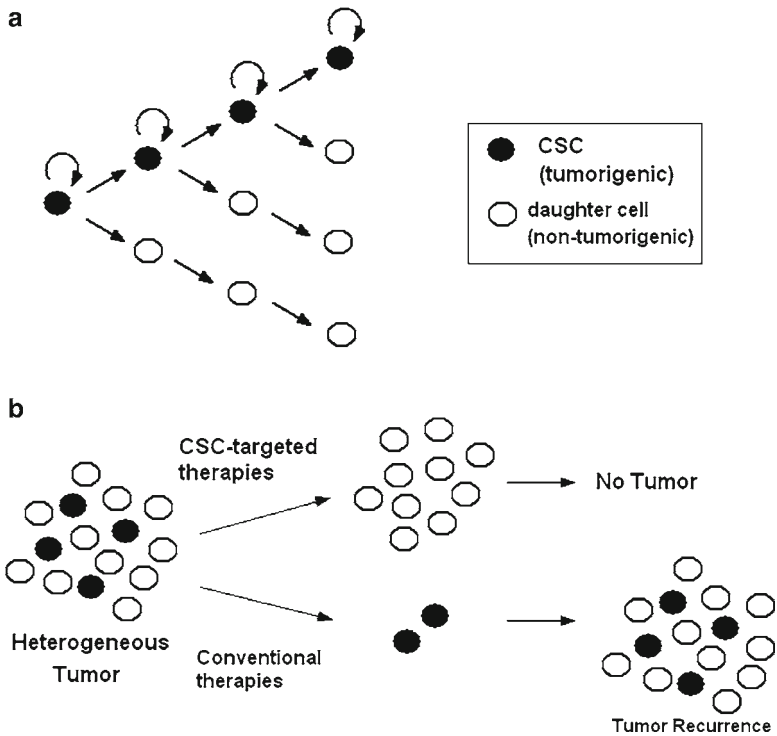 a
CSC
(tumorigenic)
daughter cell
(non-tumorigenic)
b
CSC-targeted
therapies
No Tumor
Heterogeneous
Tumor
Conventional
therapies
Tumor Recurrence